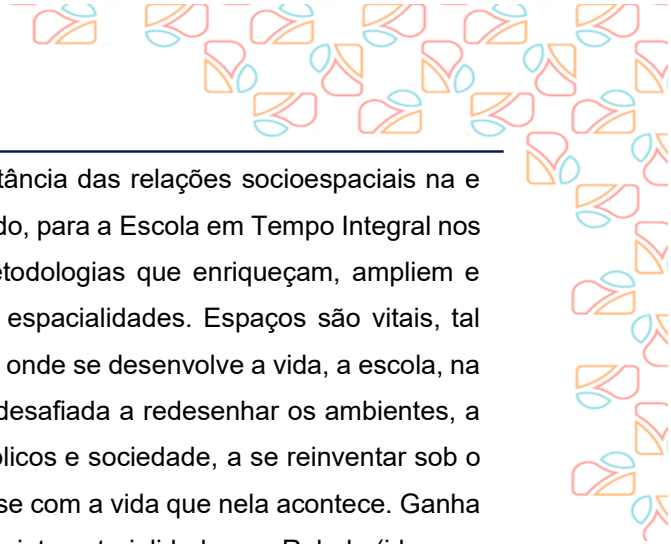 tância das relações socioespaciais na e
do, para a Escola em Tempo Integral nos
etodologias que enriqueçam, ampliem e
espacialidades. Espaços são vitais, tal
onde se desenvolve a vida, a escola, na
desafiada a redesenhar os ambientes, a
licos e sociedade, a se reinventar sob o
se com a vida que nela acontece. Ganha